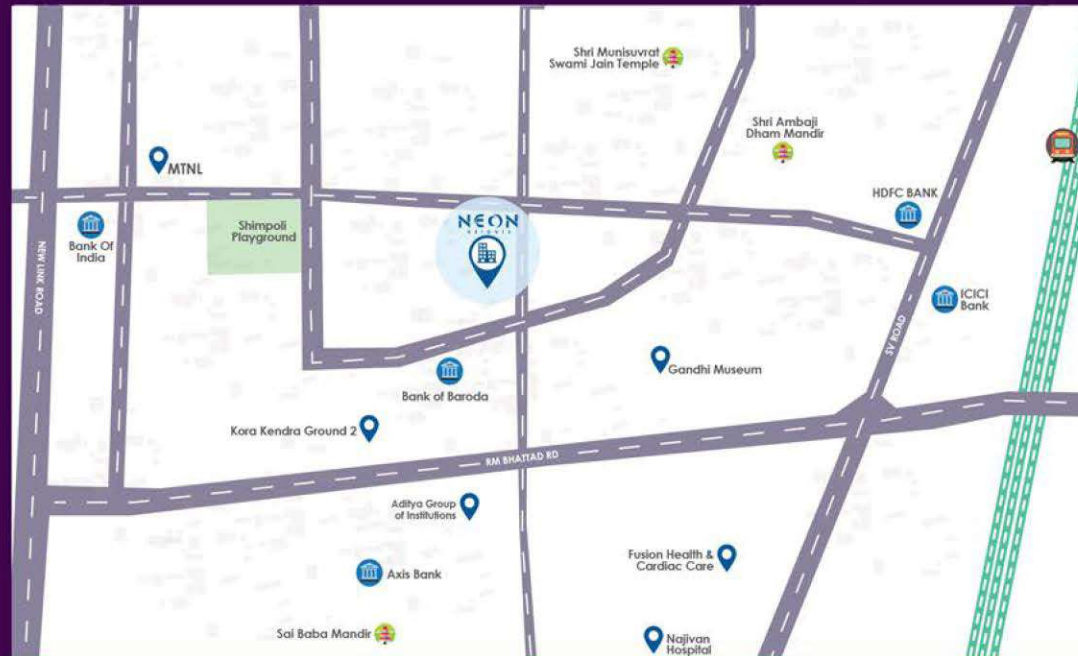 Shri Munisuvrat
Swami Jain Temple
Shri Ambaji
Dham Mandir
MTNL
HDFC BANK
Shimpoli
Playground
NEON
HEIGHTS
Bank Of
India
NEW LINK ROAD
ICICI
Bank
SV ROAD
Gandhi Museum
Bank of Baroda
Kora Kendra Ground 2
RM BHATTAD RD
Aditya Group
of Institutions
Fusion Health &
Cardiac Care
Axis Bank
Sai Baba Mandir
Najivan
Hospital